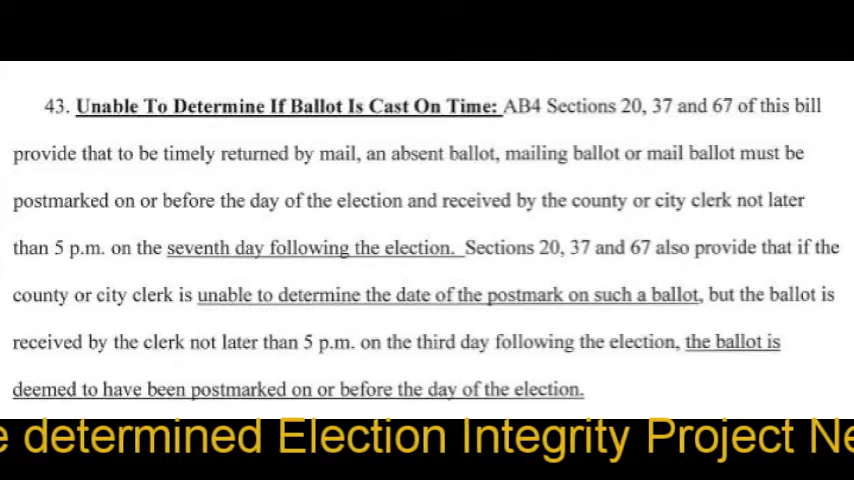 43. Unable To Determine If Ballot Is Cast On Time: AB4 Sections 20, 37 and 67 of this bill
provide that to be timely returned by mail, an absent ballot, mailing ballot or mail ballot must be
postmarked on or before the day of the election and received by the county or city clerk not later
than 5 p.m. on the seventh day following the election. Sections 20, 37 and 67 also provide that if the
county or city clerk is unable to determine the date of the postmark on such a ballot, but the ballot is
received by the clerk not later than 5 p.m. on the third day following the election, the ballot is
deemed to have been postmarked on or before the day of the election.
determined Election Integrity Project